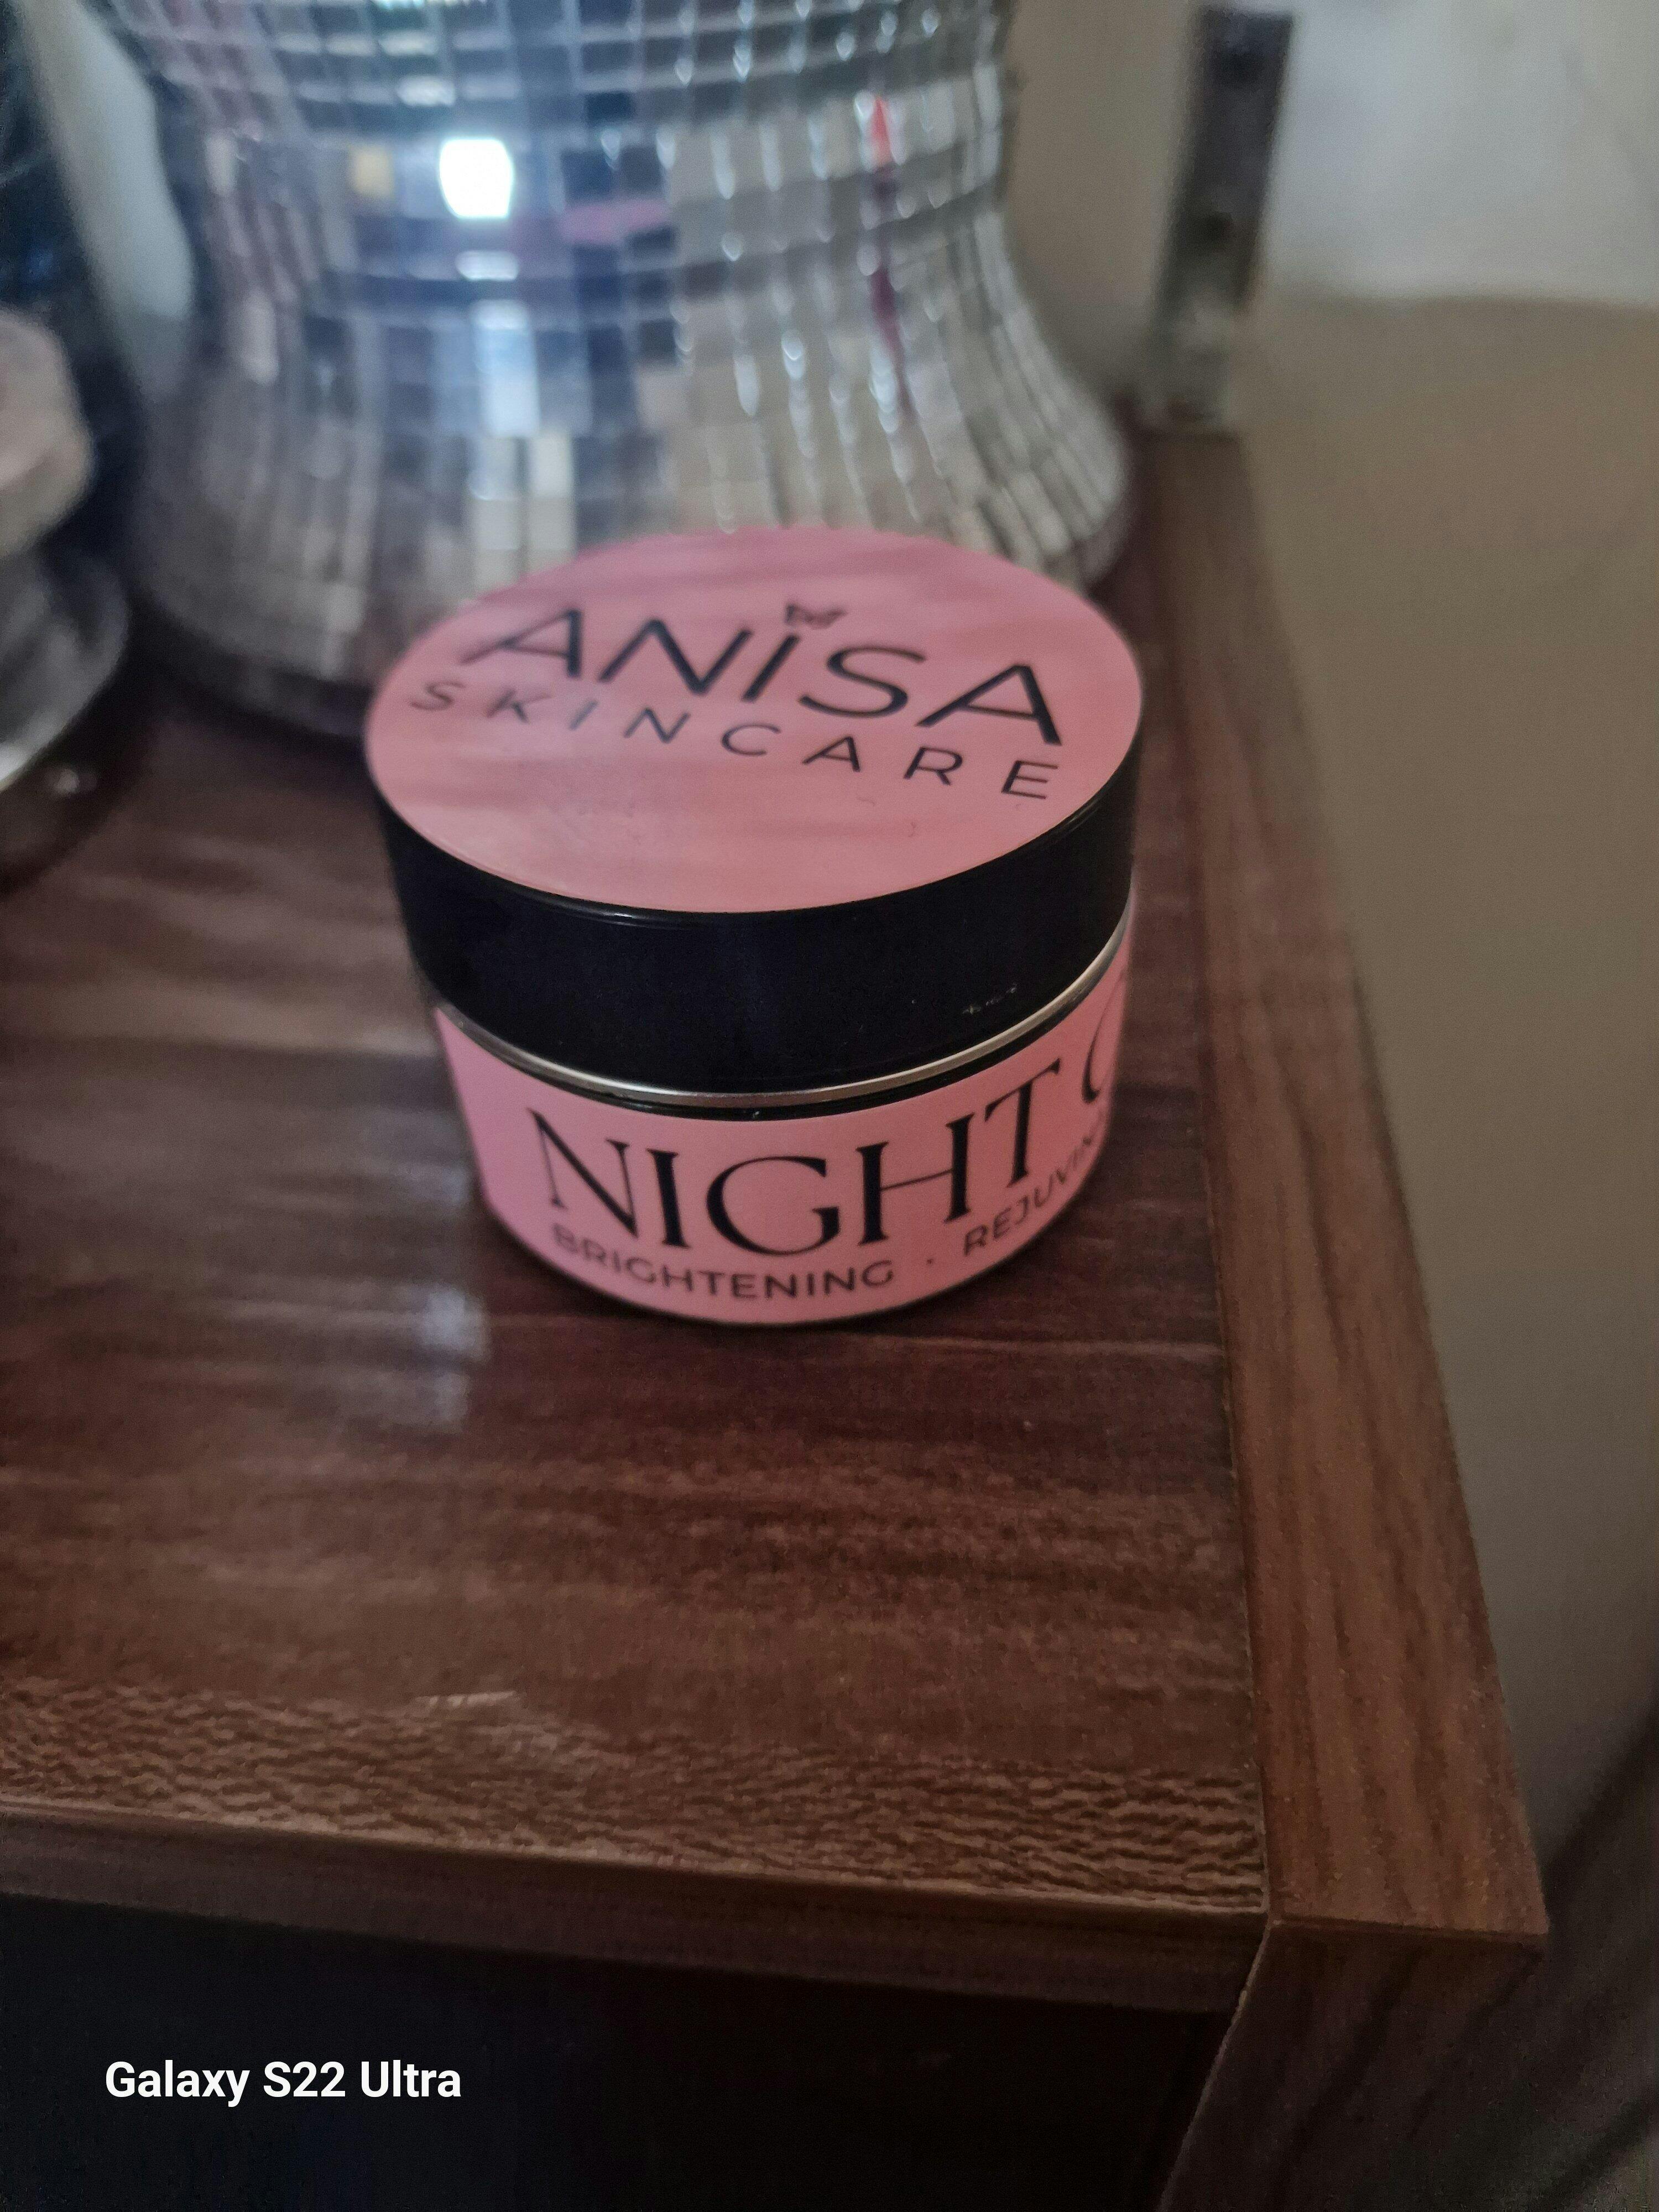 ANiSA
SKINCARE
NIGHT
BRIGHTENING ·
Galaxy S22 Ultra